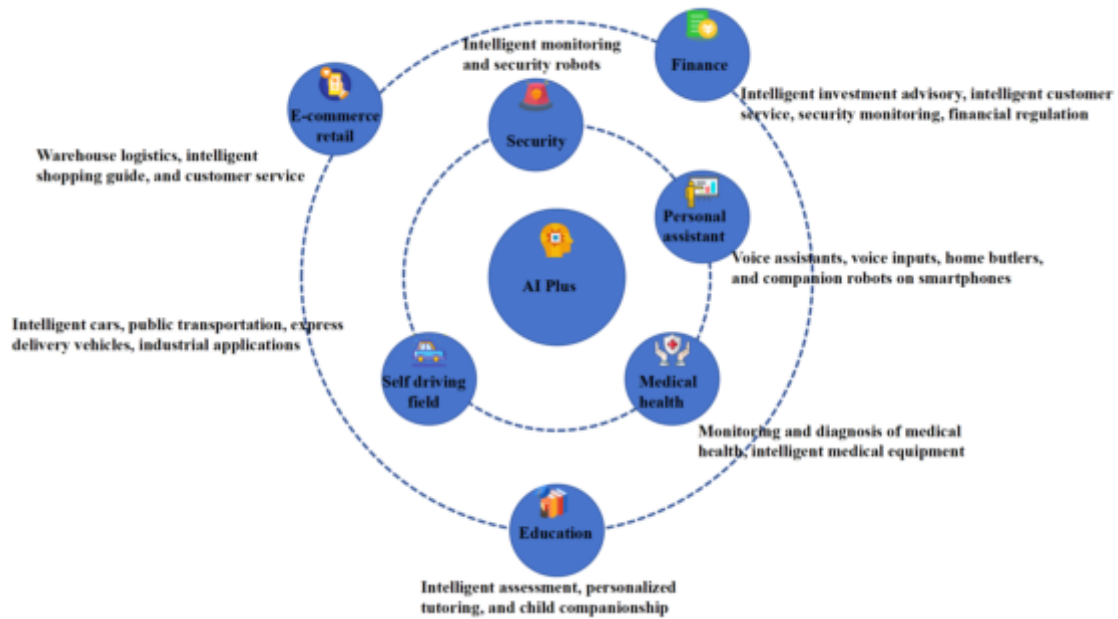 Intelligent monitoring
and security robots
Finance
Intelligent investment advisory, intelligent customer
service, security monitoring, financial regulation
E-commerce
retail
Warehouse logistics, intelligent
shopping guide, and customer service
Security
Personal
assistant
Voice assistants, voice inputs, home butlers,
and companion robots on smartphones
AI Plus
Intelligent cars, public transportation, express
delivery vehicles, industrial applications
Self driving
field
Medical
health
Monitoring and diagnosis of medical
health, intelligent medical equipment
Education
Intelligent assessment, personalized
tutoring, and child companionship